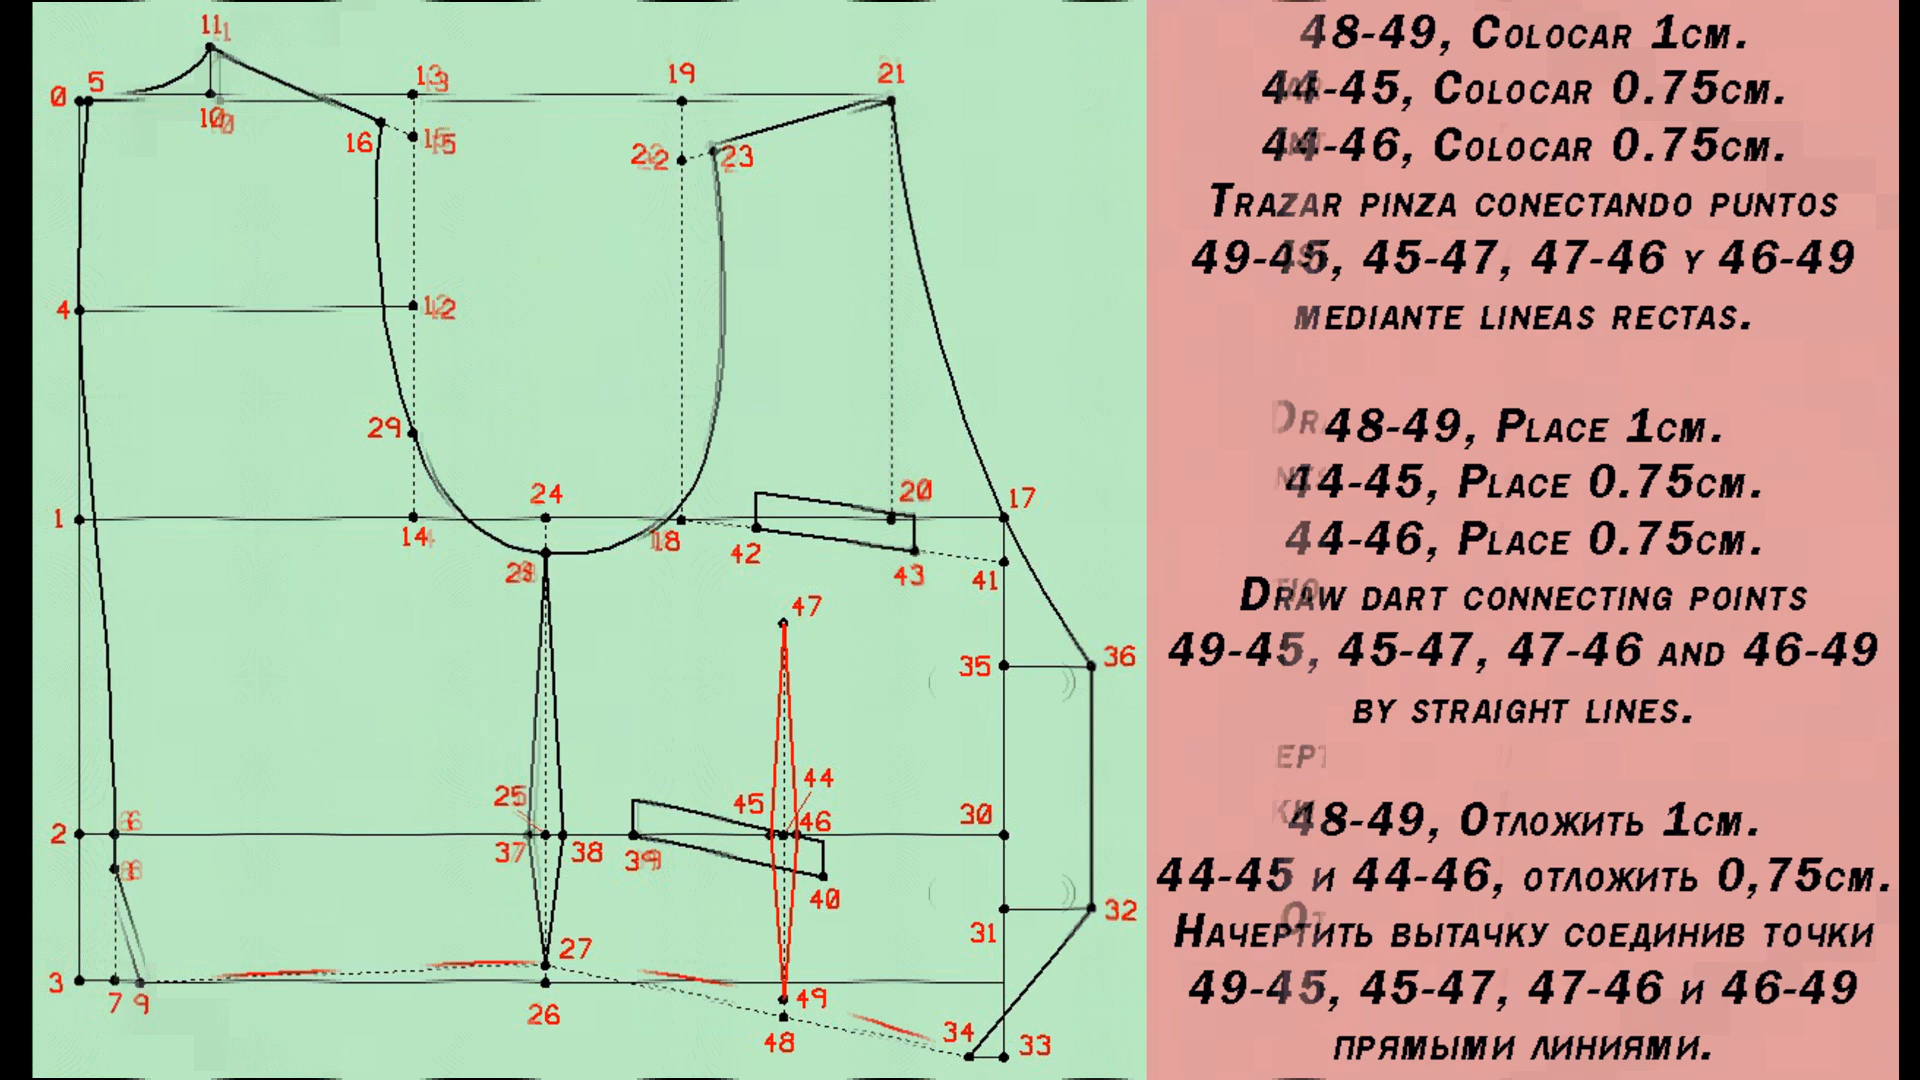 11
5
13
19
21
0
10
16
15
22
23
4
12
29
24
20
17
1
14
18
42
43
41
28
47
35
36
44
25
45
46
30
2
6
37
38
39
40
8
32
31
27
3
7
9
49
26
34
48
33
48-49, Colocar 1cm.
44-45, Colocar 0.75cm.
44-46, Colocar 0.75cm.
Trazar pinza conectando puntos
49-45, 45-47, 47-46 y 46-49
mediante lineas rectas.
48-49, Place 1cm.
44-45, Place 0.75cm.
44-46, Place 0.75cm.
Draw dart connecting points
49-45, 45-47, 47-46 and 46-49
by straight lines.
48-49, Отложить 1см.
44-45 и 44-46, отложить 0,75см.
Начертить вытачку соединив точки
49-45, 45-47, 47-46 и 46-49
прямыми линиями.